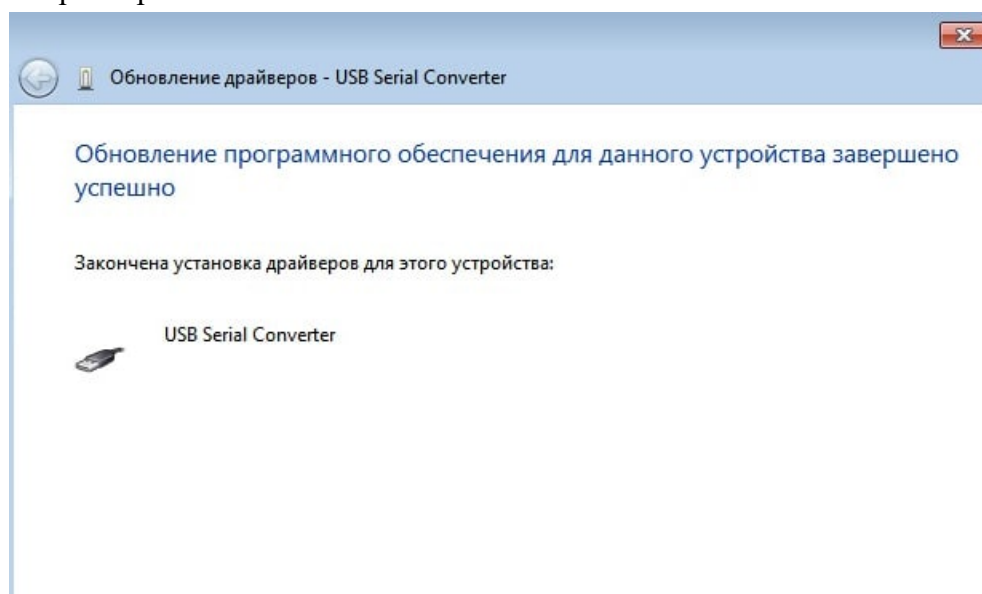 Обновление драйверов - USB Serial Converter
Обновление программного обеспечения для данного устройства завершено
успешно
Закончена установка драйверов для этого устройства:
USB Serial Converter